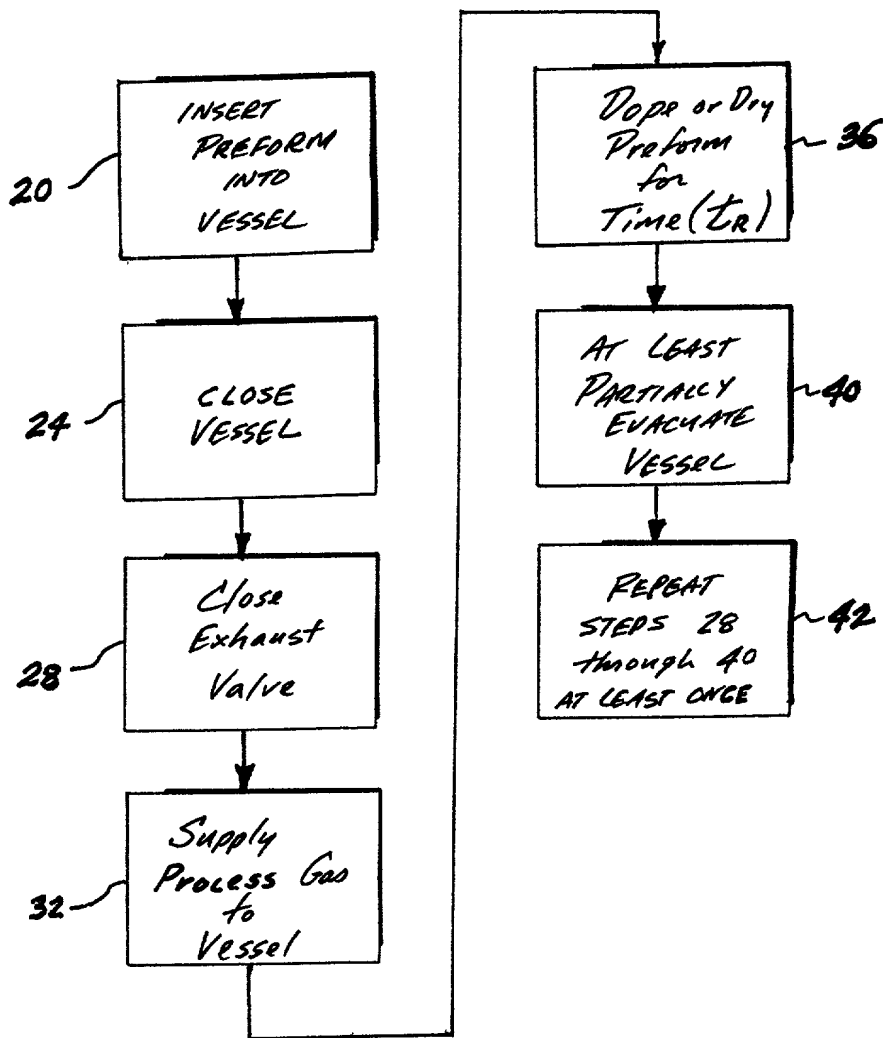 INSERT
PREFORM
INTO
VESSEL
20
CLOSE
VESSEL
24
Close
Exhaust
Valve
28
Supply
Process Gas
to
Vessel
32
Dope or Dry
Preform
for
Time (tR)
36
AT LEAST
PARTIALLY
EVACUATE
VESSEL
40
REPEAT
STEPS 28
through 40
AT LEAST ONCE
42